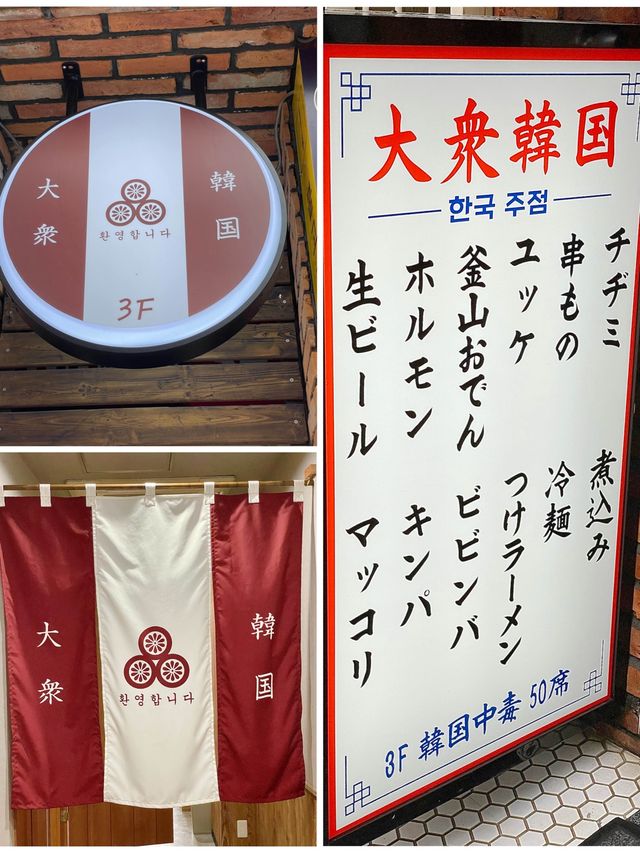 大衆
韓国
환영합니다
3F
大衆韓国
한국 주점
チヂミ
串もの
ユッケ
釜山おでん
ホルモン
生ビール
煮込み
冷麺
つけラーメン
ビビンバ
キンパ
マッコリ
3F 韓国中毒 50席
大衆
韓国
환영합니다